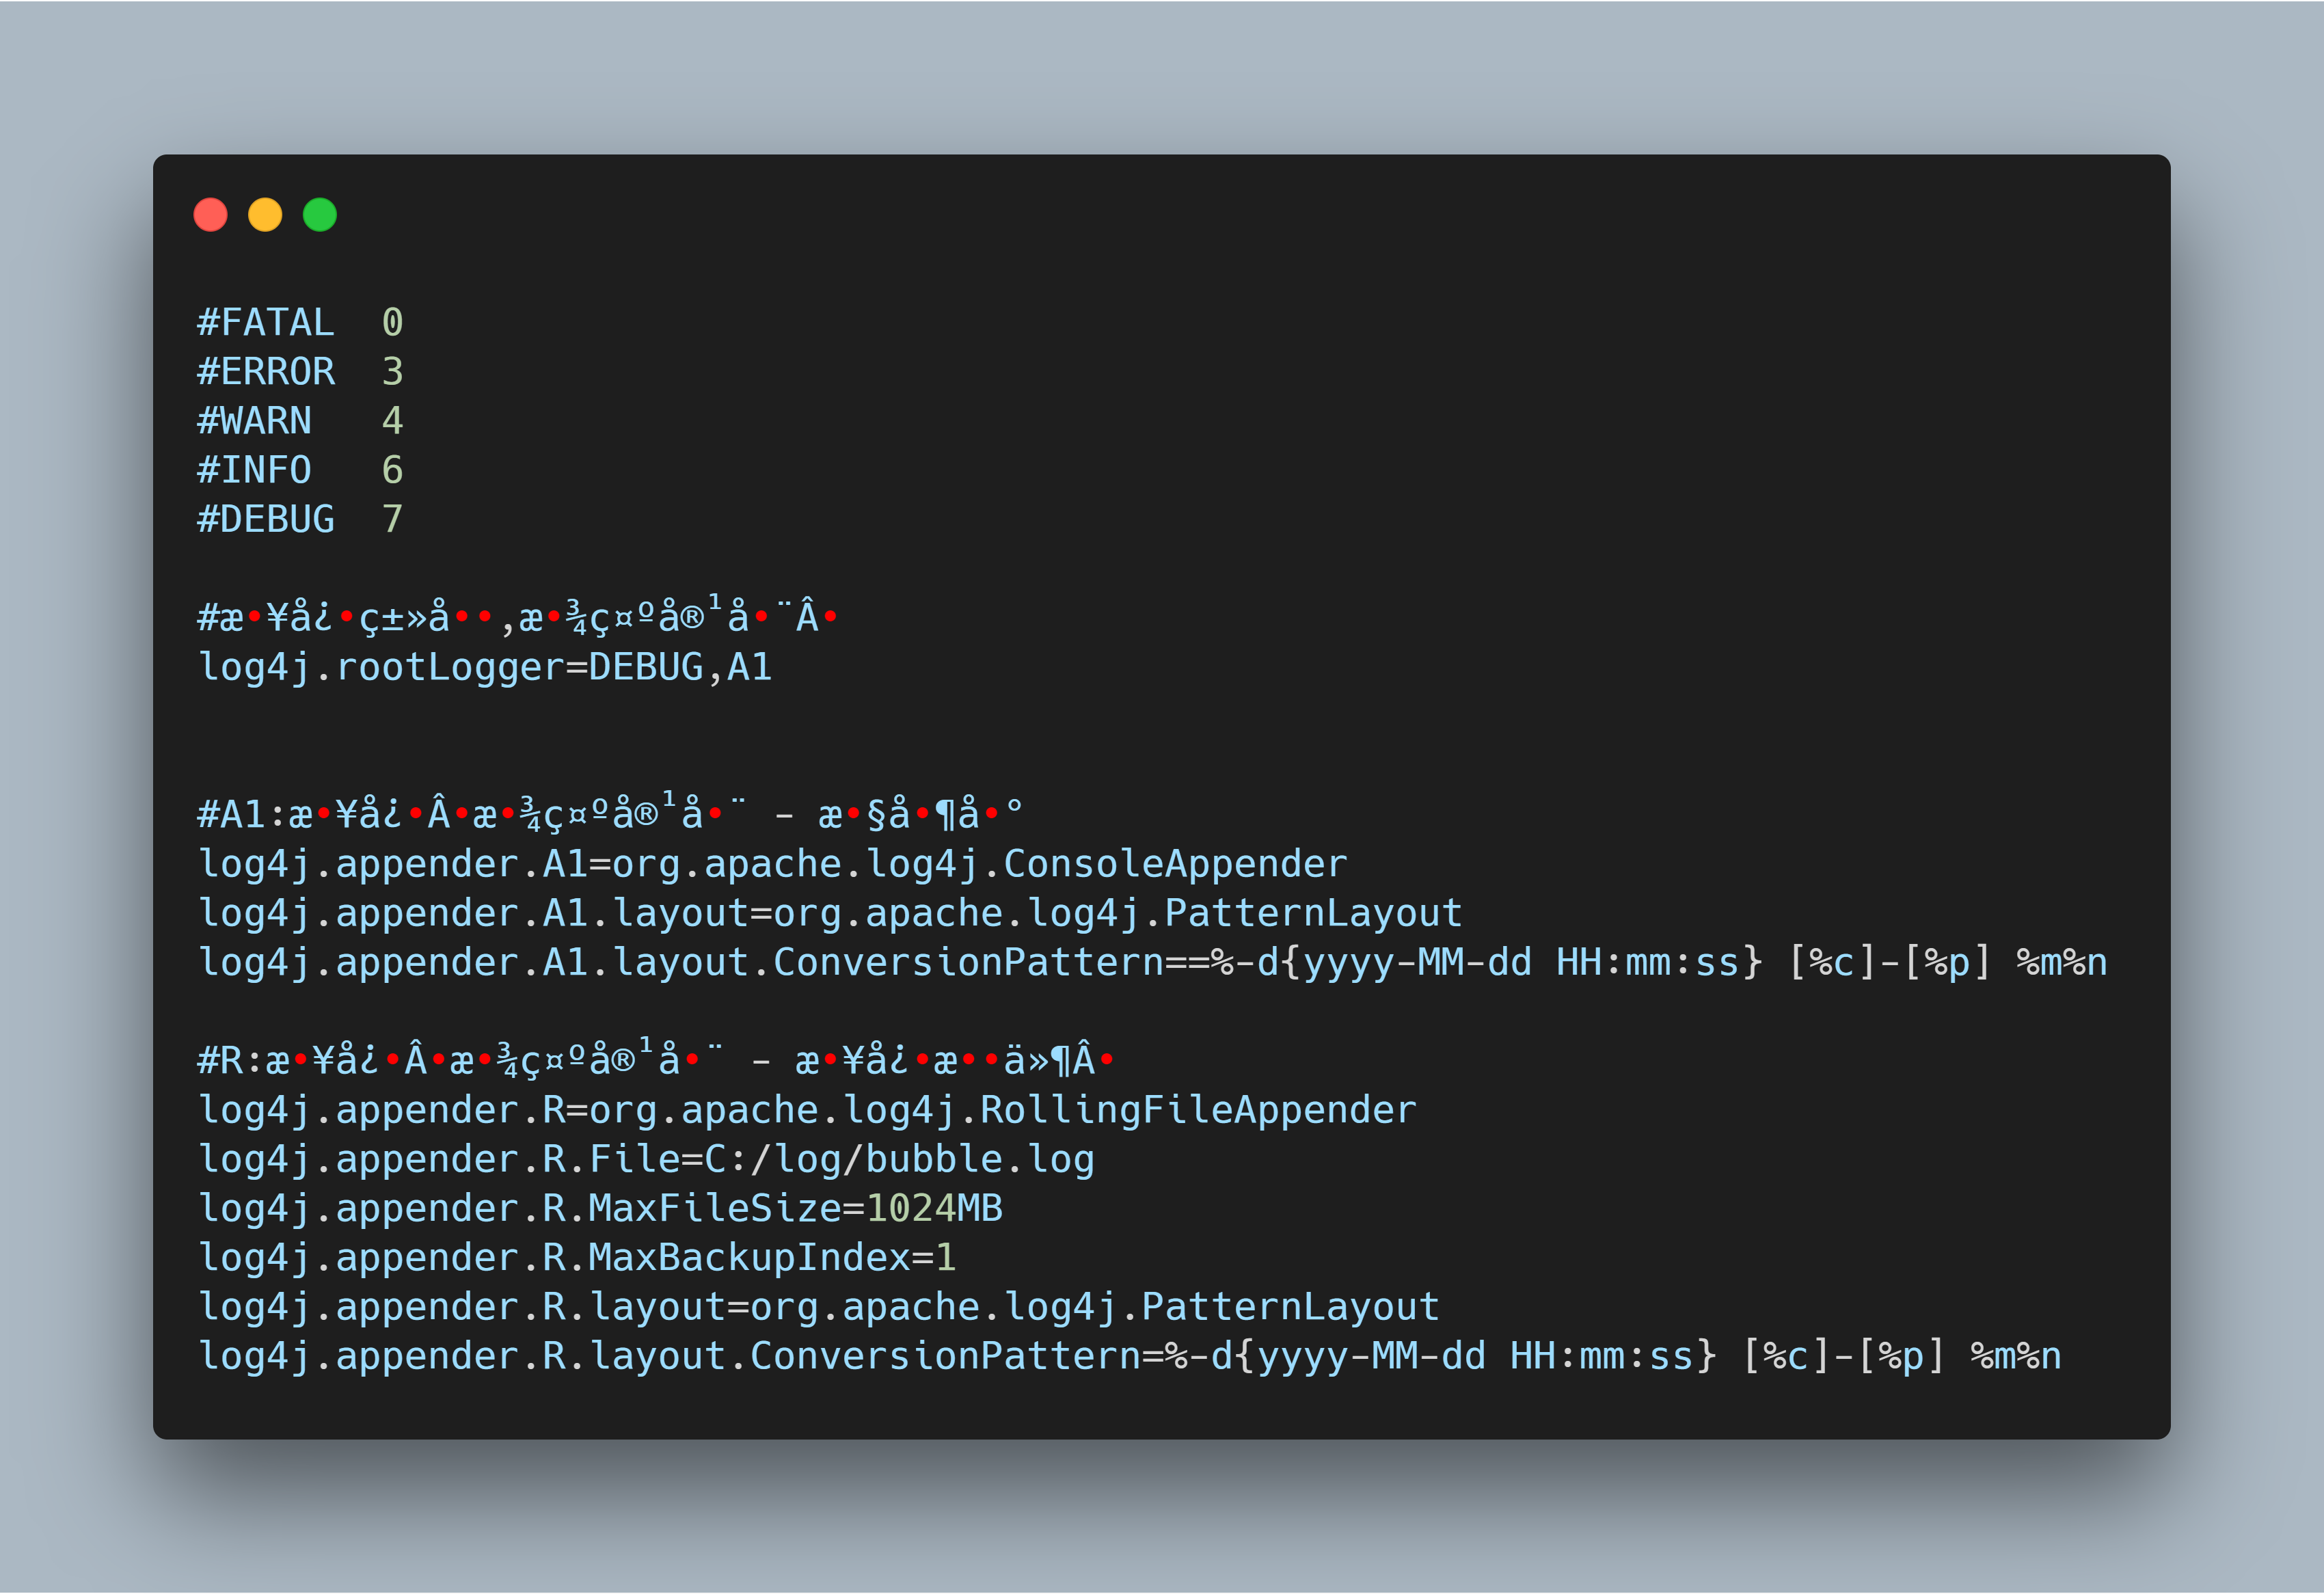 #FATAL  0
#ERROR  3
#WARN   4
#INFO   6
#DEBUG  7
#æ•¥å¿•ç±»å••,æ•¾ç¤ºå®¹å•¨Â•
log4j.rootLogger=DEBUG,A1
#A1:æ•¥å¿•Â•æ•¾ç¤ºå®¹å•¨ - æ•§å•¶å•°
log4j.appender.A1=org.apache.log4j.ConsoleAppender
log4j.appender.A1.layout=org.apache.log4j.PatternLayout
log4j.appender.A1.layout.ConversionPattern==%-d{yyyy-MM-dd HH:mm:ss} [%c]-[%p] %m%n
#R:æ•¥å¿•Â•æ•¾ç¤ºå®¹å•¨ - æ•¥å¿•æ••ä»¶Â•
log4j.appender.R=org.apache.log4j.RollingFileAppender
log4j.appender.R.File=C:/log/bubble.log
log4j.appender.R.MaxFileSize=1024MB
log4j.appender.R.MaxBackupIndex=1
log4j.appender.R.layout=org.apache.log4j.PatternLayout
log4j.appender.R.layout.ConversionPattern=%-d{yyyy-MM-dd HH:mm:ss} [%c]-[%p] %m%n